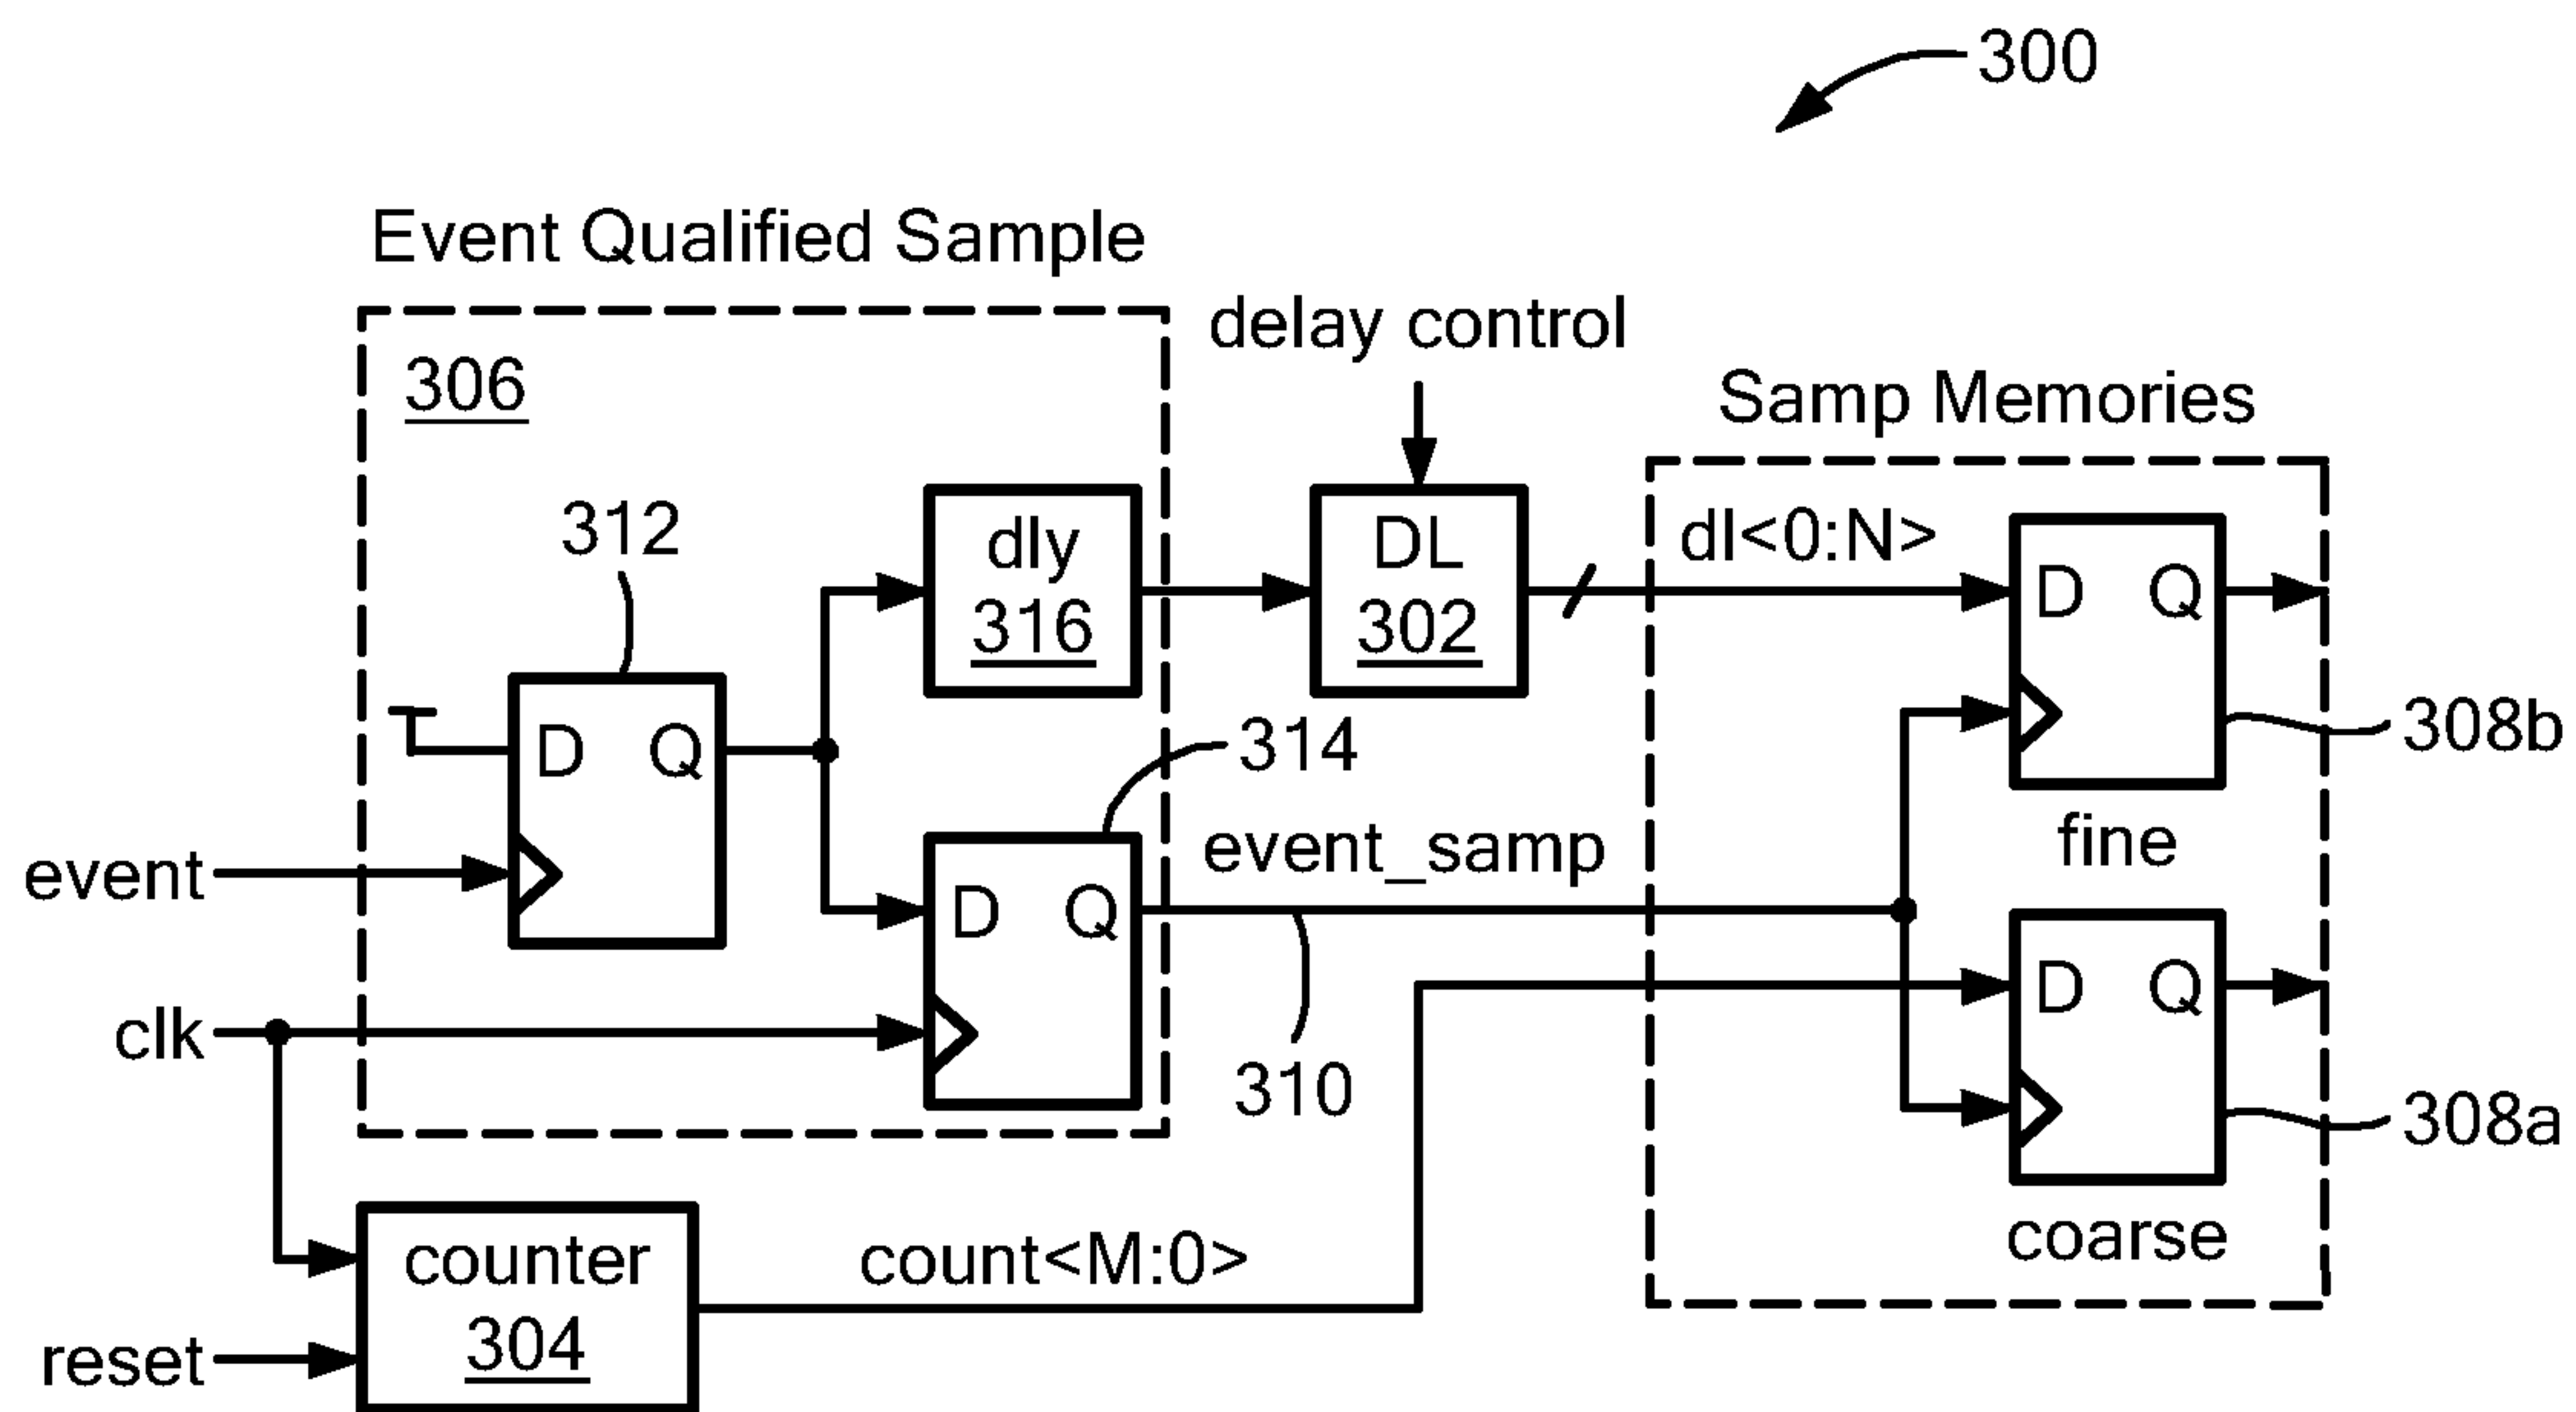 300
Event Qualified Sample
306
delay control
Samp Memories
312
dly
316
DL
302
dl<0:N>
D Q
308b
fine
D Q
314
event
event_samp
D Q
310
clk
D Q
308a
coarse
counter
304
count<M:0>
reset